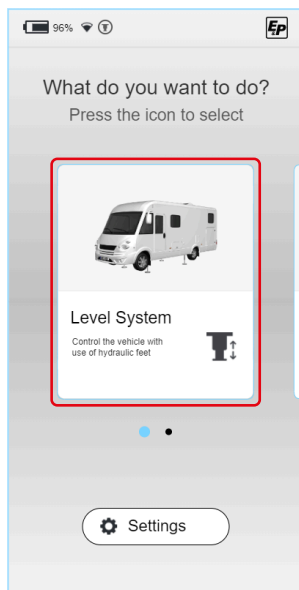 96%
E&P
What do you want to do?
Press the icon to select
Level System
Control the vehicle with
use of hydraulic feet
Settings